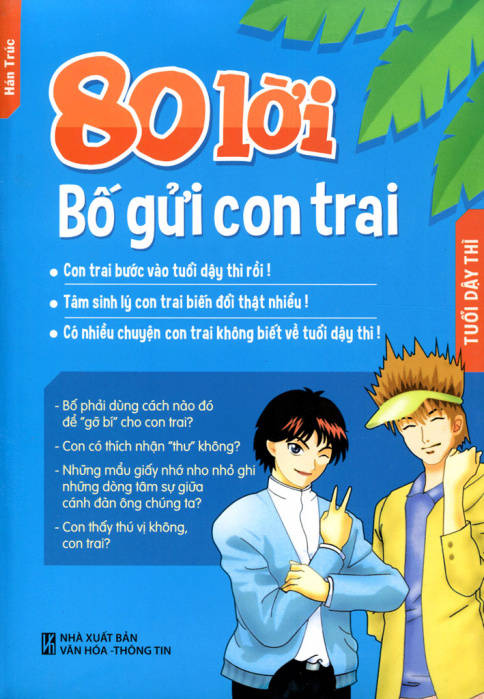 Hán Trúc
80 lời
Bố gửi con trai
• Con trai bước vào tuổi dậy thì rồi !
• Tâm sinh lý con trai biến đổi thật nhiều !
• Có nhiều chuyện con trai không biết về tuổi dậy thì !
TUỔI DẬY THÌ
- Bố phải dùng cách nào đó
để "gỡ bí" cho con trai?
- Con có thích nhận "thư" không?
- Những mẩu giấy nhớ nho nhỏ ghi
những dòng tâm sự giữa
cánh đàn ông chúng ta?
- Con thấy thú vị không,
con trai?
NHÀ XUẤT BẢN
VĂN HÓA -THÔNG TIN